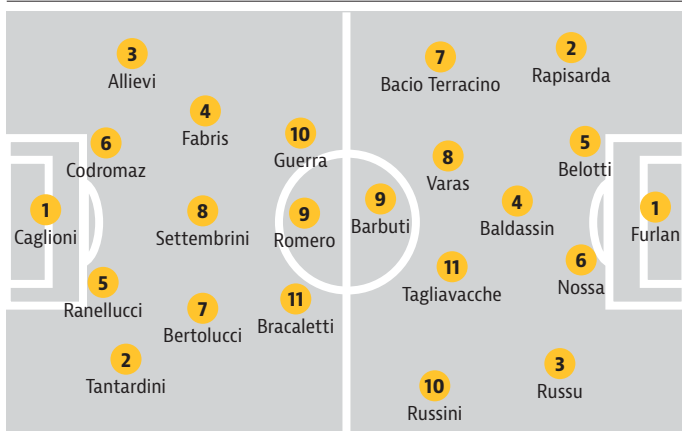 3
Allievi
4
Fabris
10
Guerra
6
Codromaz
1
Caglioni
8
Settembrini
9
Romero
5
Ranellucci
7
Bertolucci
11
Bracaletti
2
Tantardini
7
Bacio Terracino
2
Rapisarda
8
Varas
5
Belotti
9
Barbuti
4
Baldassin
1
Furlan
11
Tagliavacche
6
Nossa
10
Russini
3
Russu